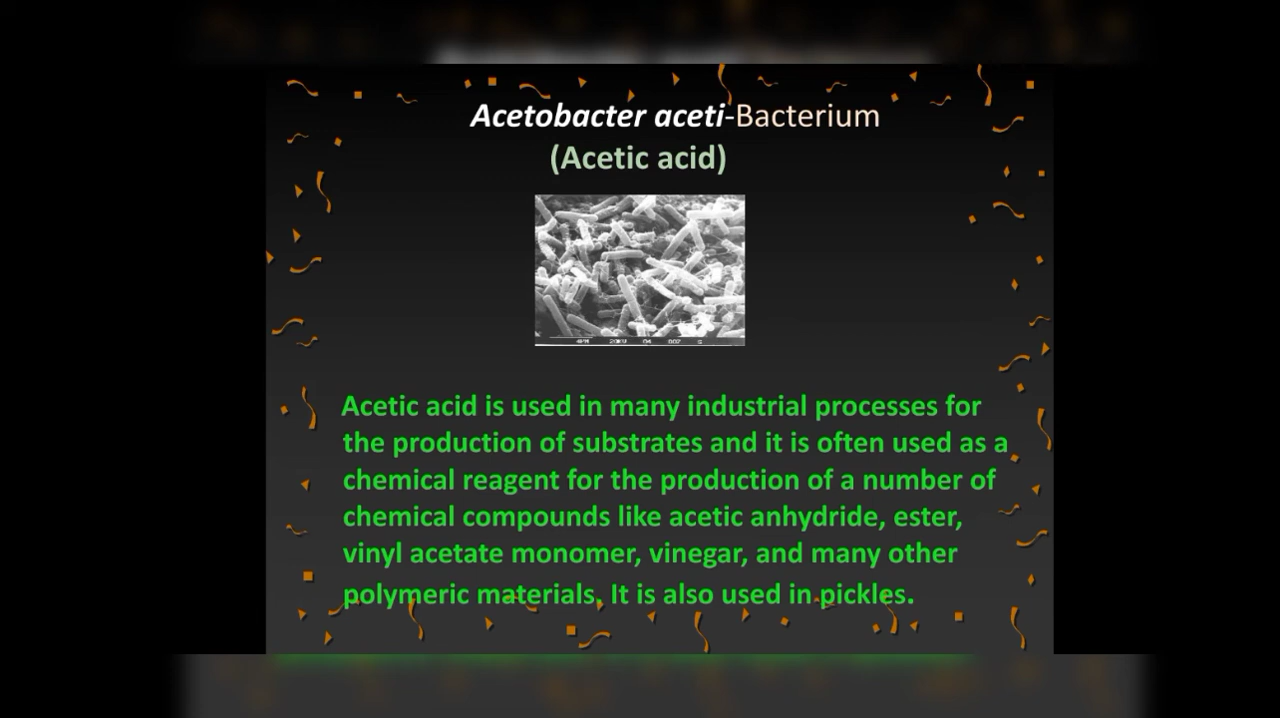 Acetobacter aceti-Bacterium
(Acetic acid)
Acetic acid is used in many industrial processes for
the production of substrates and it is often used as a
chemical reagent for the production of a number of
chemical compounds like acetic anhydride, ester,
vinyl acetate monomer, vinegar, and many other
polymeric materials. It is also used in pickles.